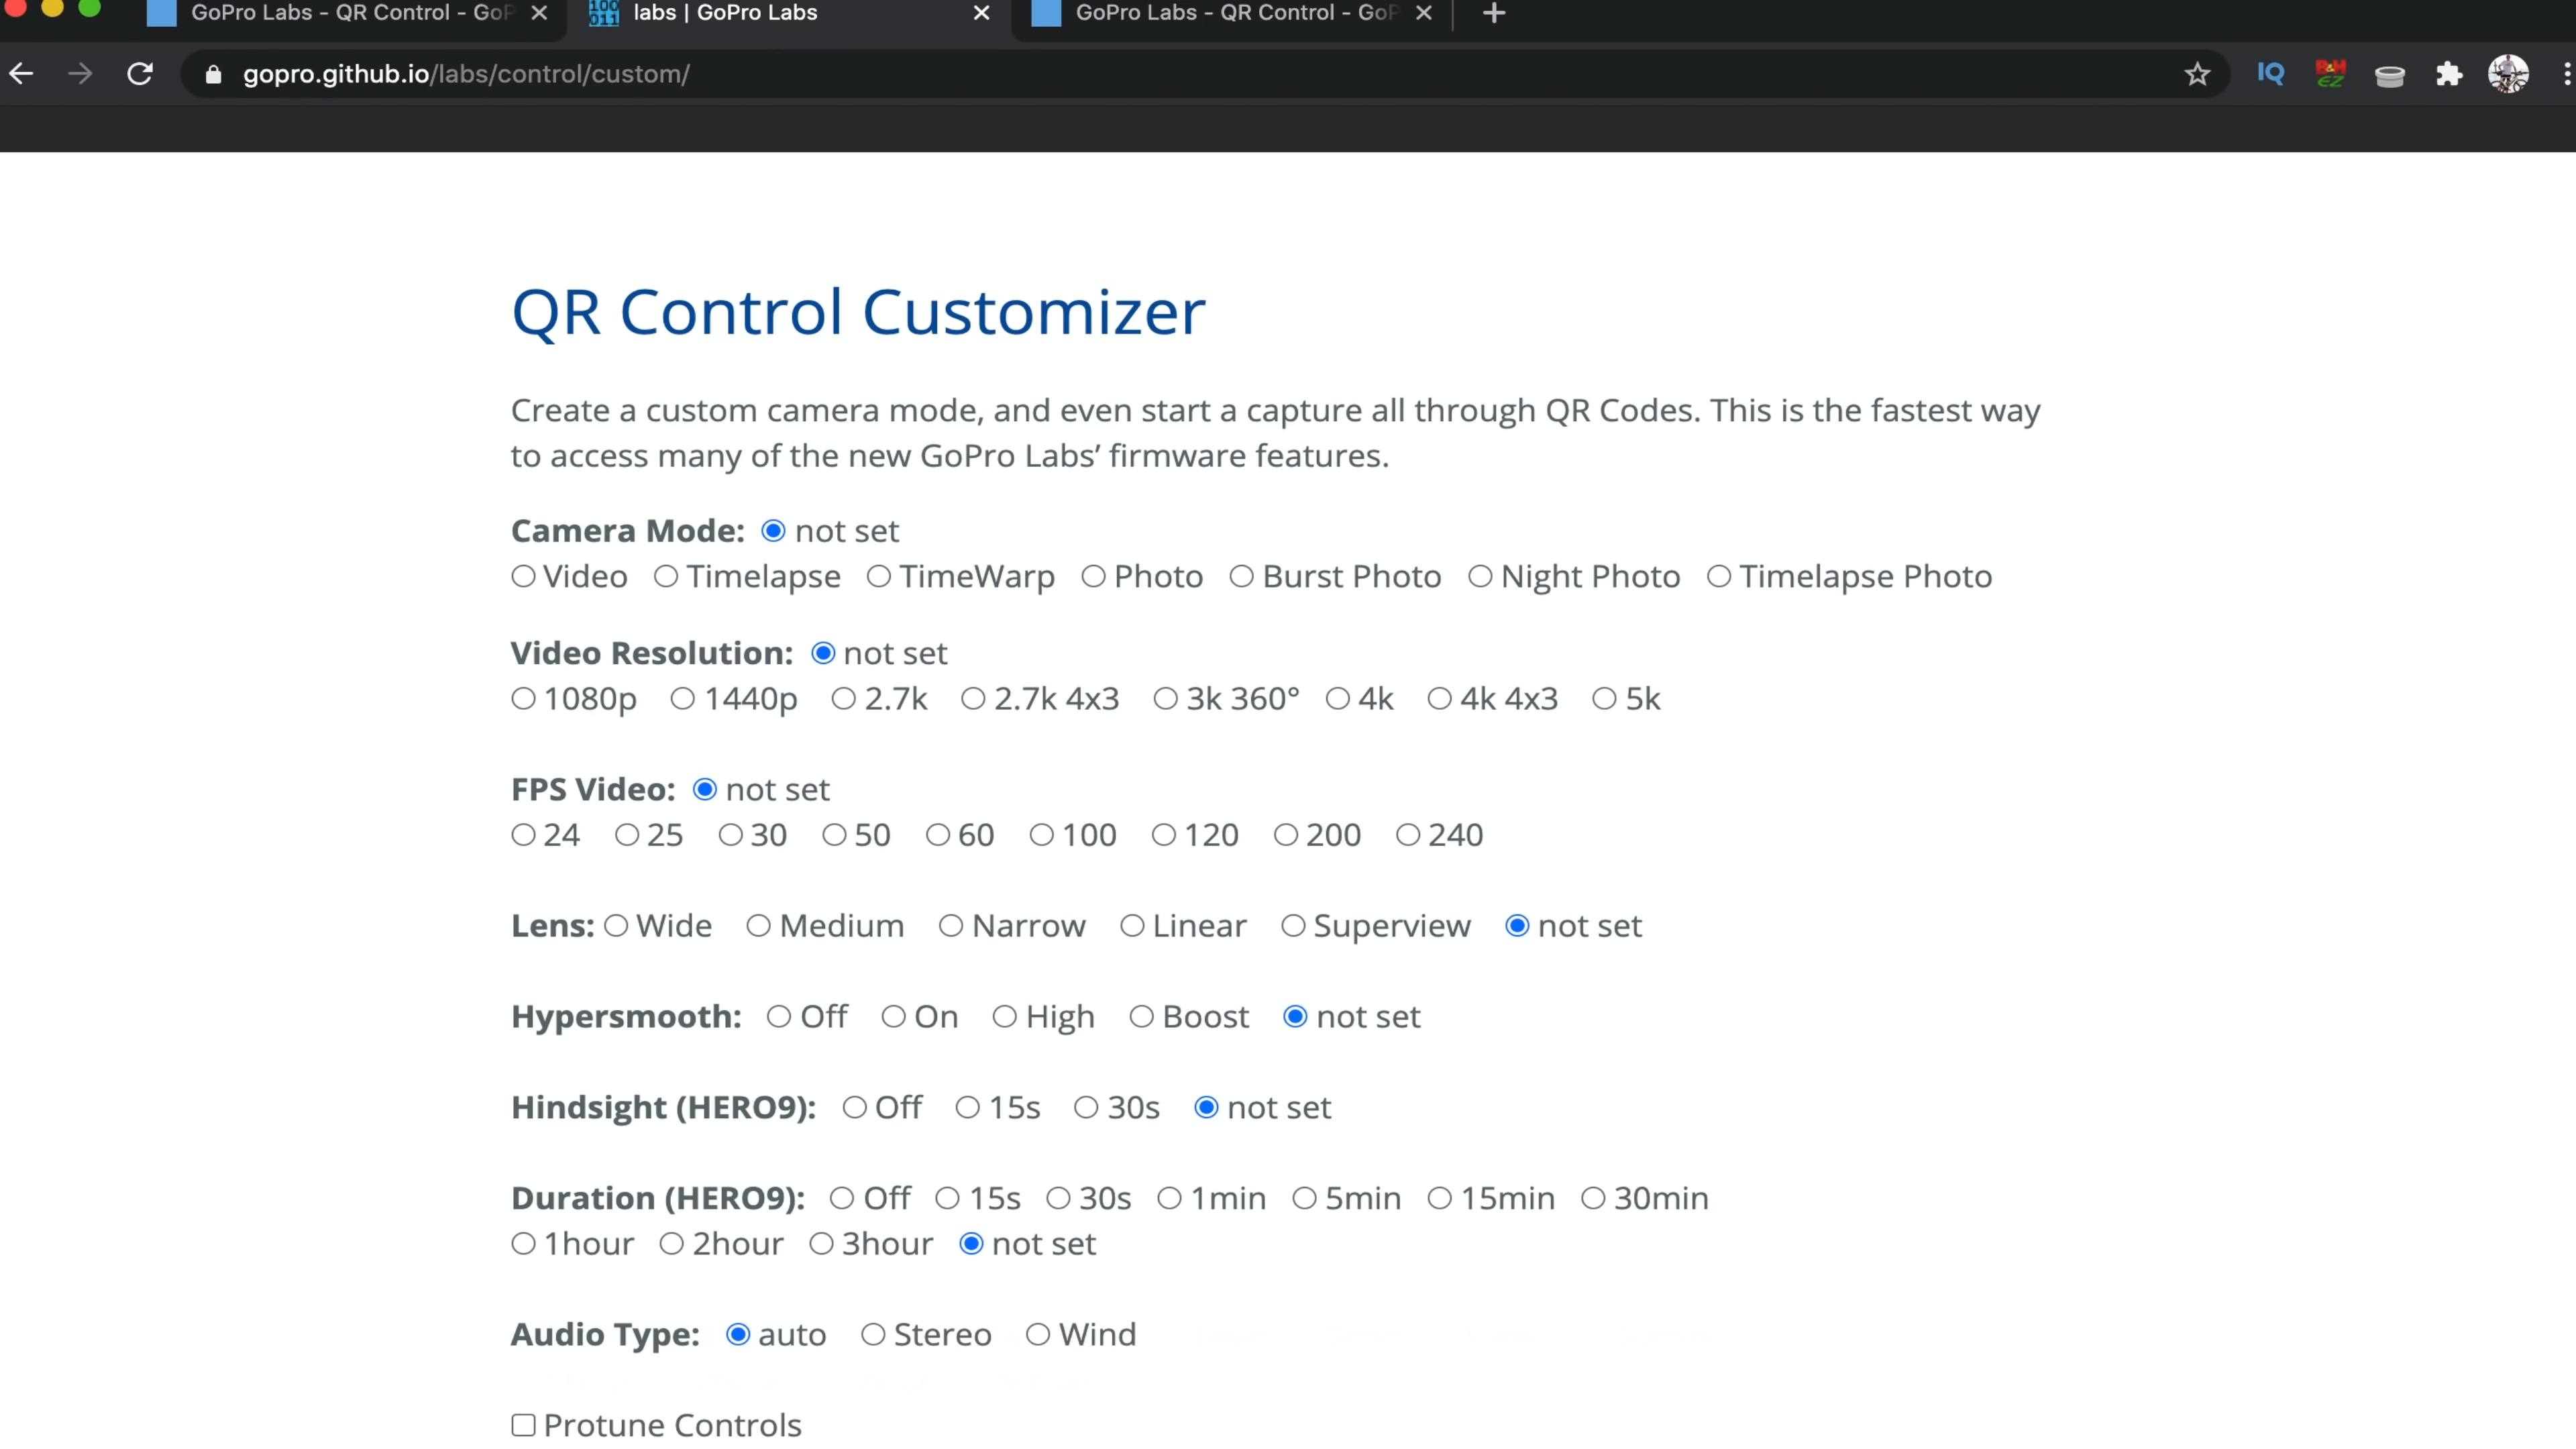 GoPro Labs - QR Control - GoP
labs | GoPro Labs
GoPro Labs - QR Control - GoP
gopro.github.io/labs/control/custom/
IQ
B&H
EZ
QR Control Customizer
Create a custom camera mode, and even start a capture all through QR Codes. This is the fastest way
to access many of the new GoPro Labs’ firmware features.
Camera Mode: not set
Video Timelapse TimeWarp Photo Burst Photo Night Photo Timelapse Photo
Video Resolution: not set
1080p 1440p 2.7k 2.7k 4x3 3k 360° 4k 4k 4x3 5k
FPS Video: not set
24 25 30 50 60 100 120 200 240
Lens: Wide Medium Narrow Linear Superview not set
Hypersmooth: Off On High Boost not set
Hindsight (HERO9): Off 15s 30s not set
Duration (HERO9): Off 15s 30s 1min 5min 15min 30min
1hour 2hour 3hour not set
Audio Type: auto Stereo Wind
Protune Controls